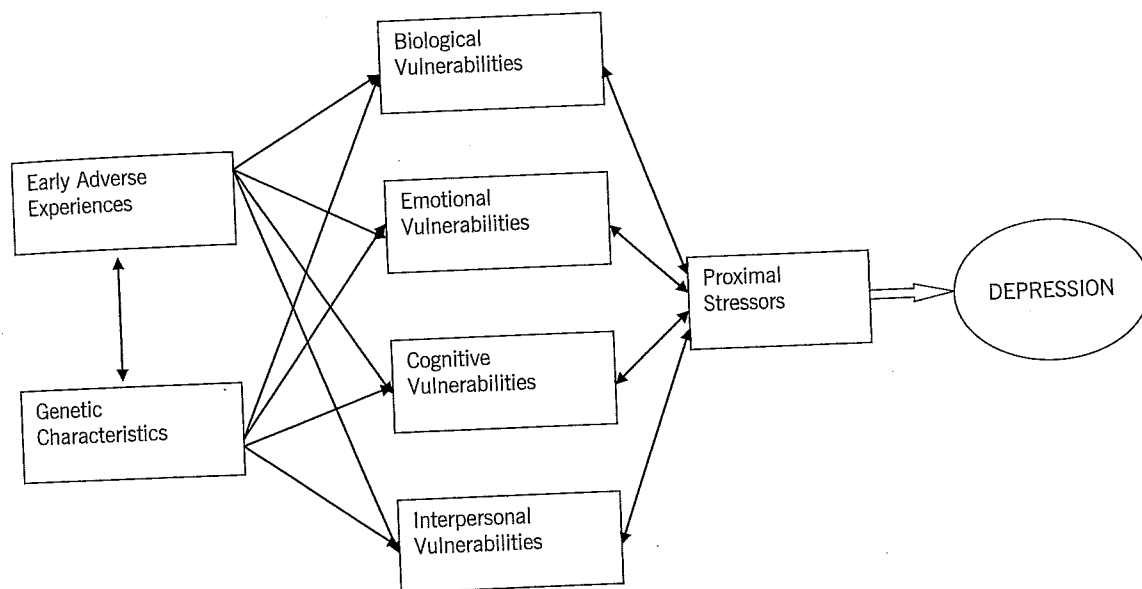 Biological
Vulnerabilities
Early Adverse
Experiences
Emotional
Vulnerabilities
Proximal
Stressors
DEPRESSION
Cognitive
Vulnerabilities
Genetic
Characteristics
Interpersonal
Vulnerabilities